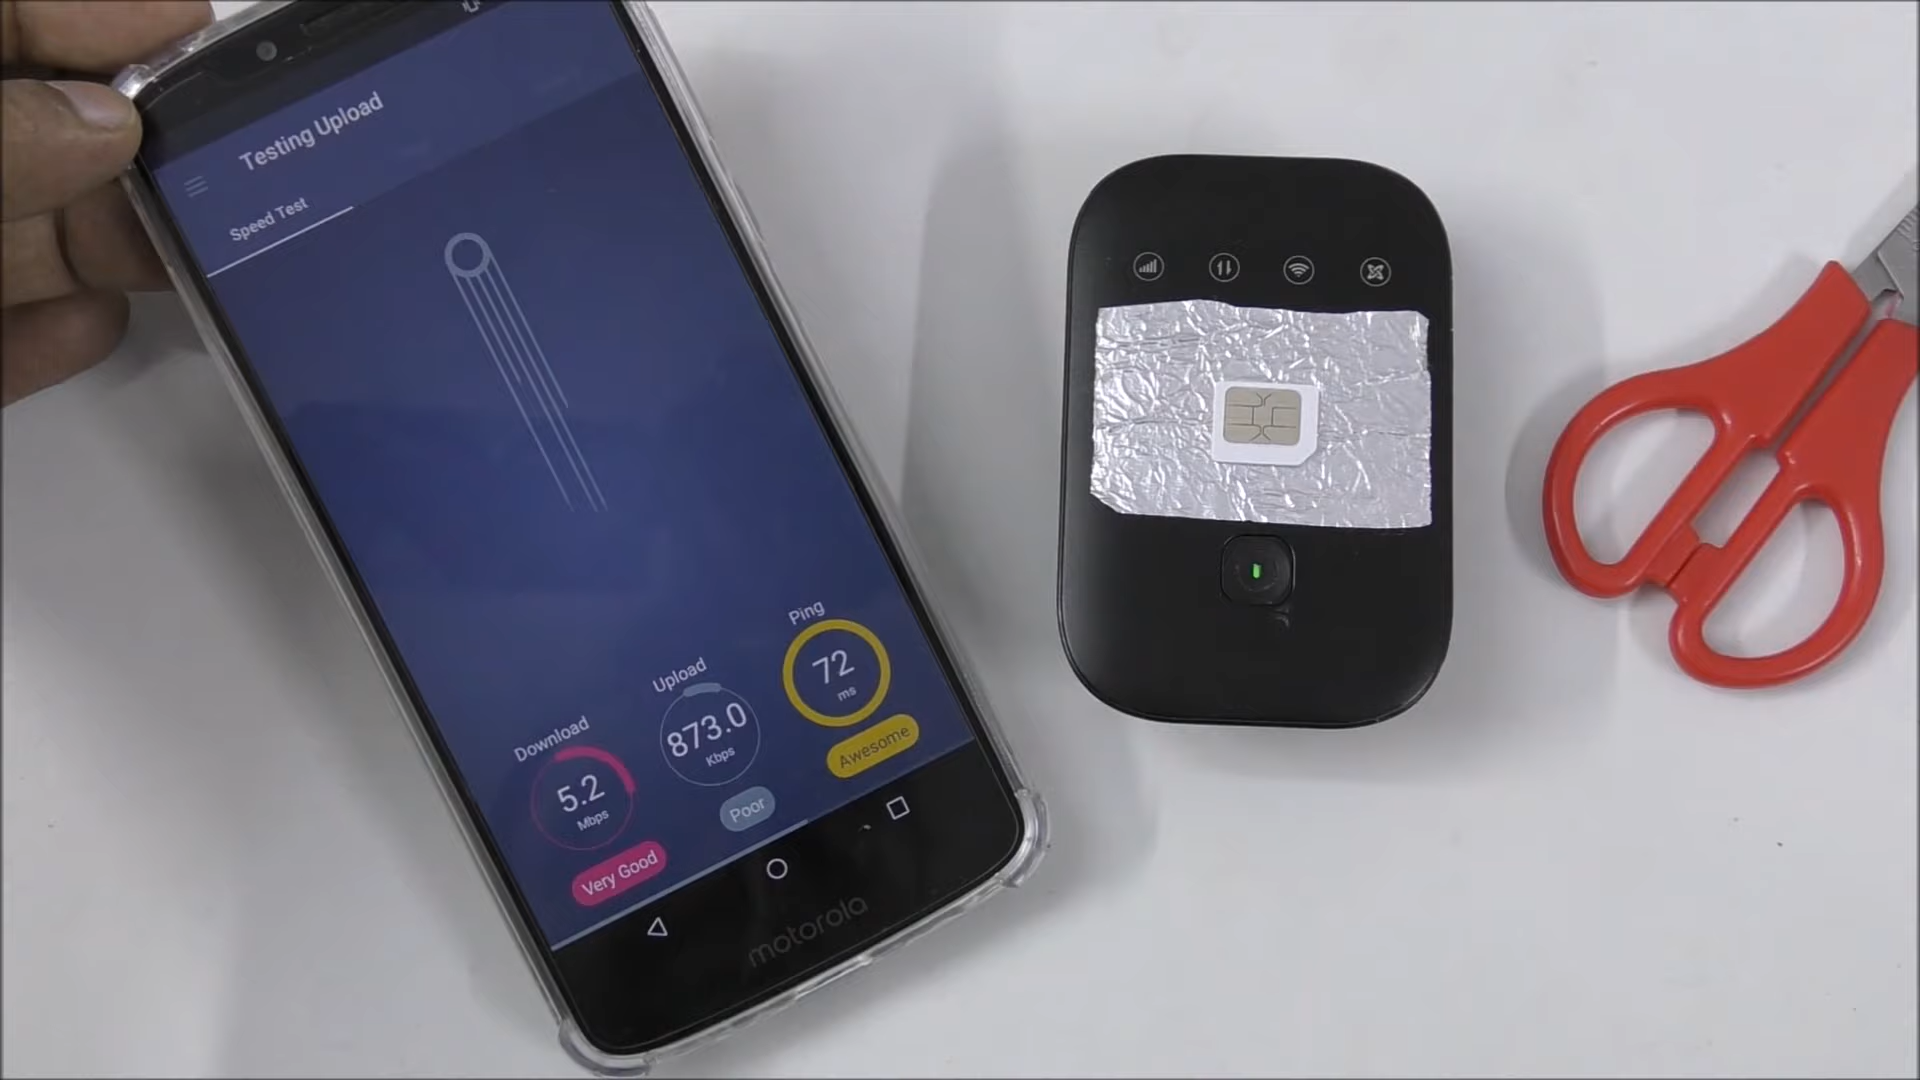 Testing Upload
Speed Test
Download
5.2
Mbps
Very Good
Upload
873.0
Kbps
Poor
Ping
72
ms
Awesome
motorola